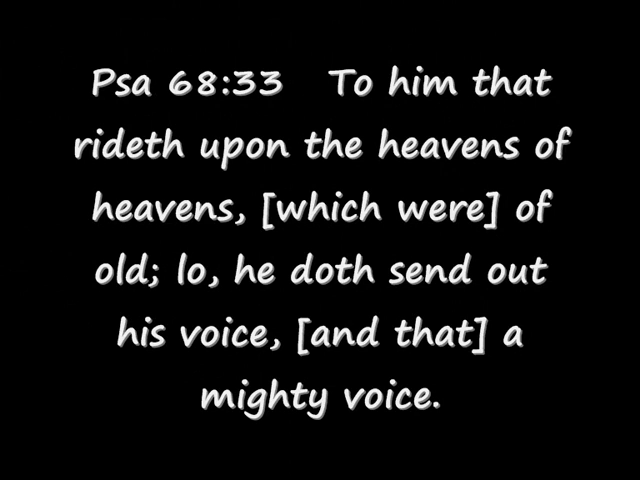 Psa 68:33   To him that
rideth upon the heavens of
heavens, [which were] of
old; lo, he doth send out
his voice, [and that] a
mighty voice.